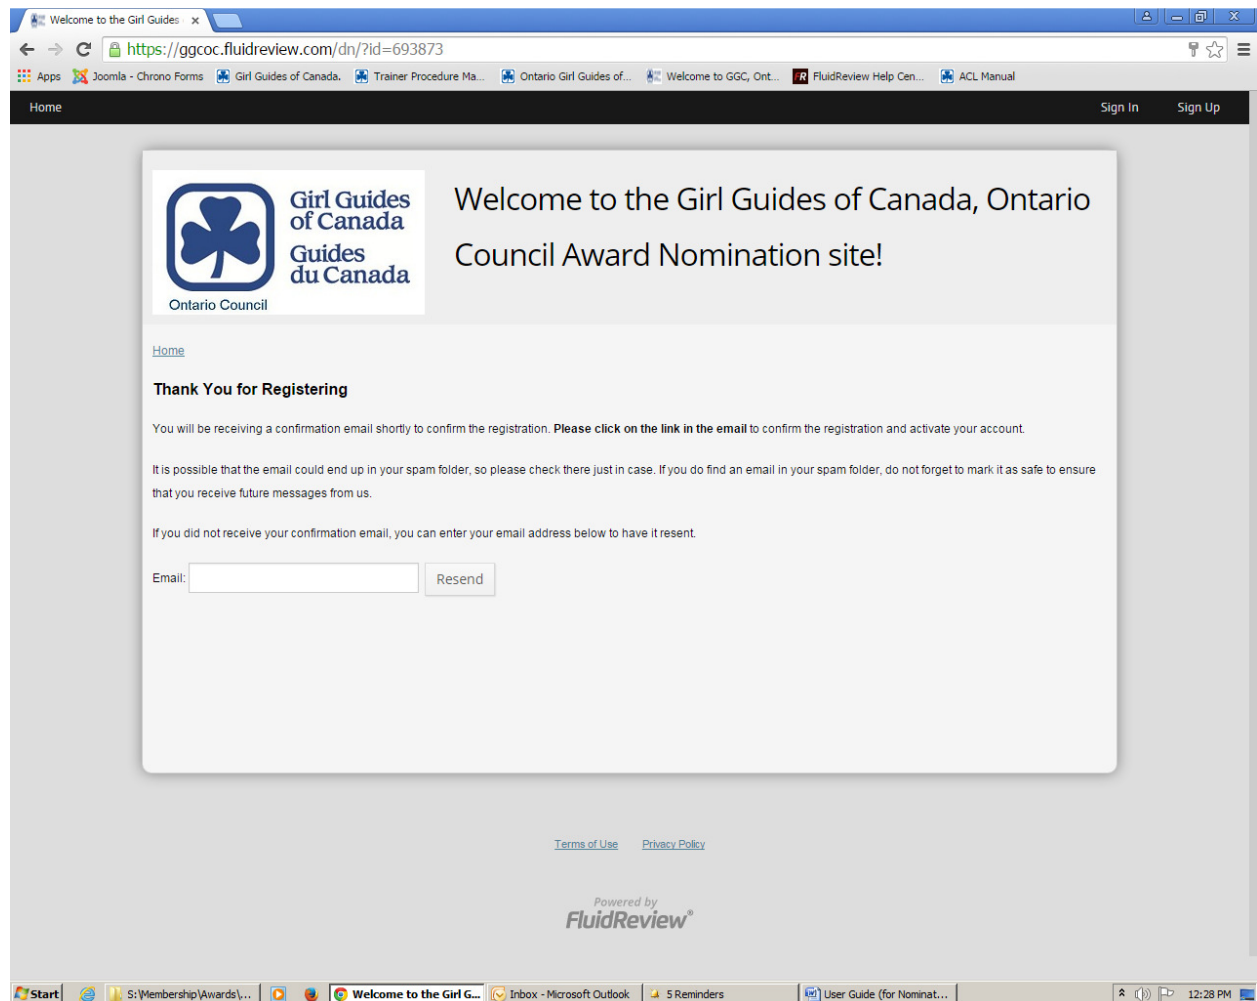 Welcome to the Girl Guides
https://ggcoc.fluidreview.com/dn/?id=693873
Apps Joomla - Chrono Forms Girl Guides of Canada. Trainer Procedure Ma... Ontario Girl Guides of... Welcome to GGC, Ont... FR FluidReview Help Cen... ACL Manual
Home Sign In Sign Up
Girl Guides
of Canada
Guides
du Canada
Ontario Council
Welcome to the Girl Guides of Canada, Ontario
Council Award Nomination site!
Home
Thank You for Registering
You will be receiving a confirmation email shortly to confirm the registration. Please click on the link in the email to confirm the registration and activate your account.
It is possible that the email could end up in your spam folder, so please check there just in case. If you do find an email in your spam folder, do not forget to mark it as safe to ensure
that you receive future messages from us.
If you did not receive your confirmation email, you can enter your email address below to have it resent.
Email: Resend
Terms of Use Privacy Policy
Powered by
FluidReview®
Start S:\Membership\Awards\... Welcome to the Girl G... Inbox - Microsoft Outlook 5 Reminders User Guide (for Nominat... 12:28 PM